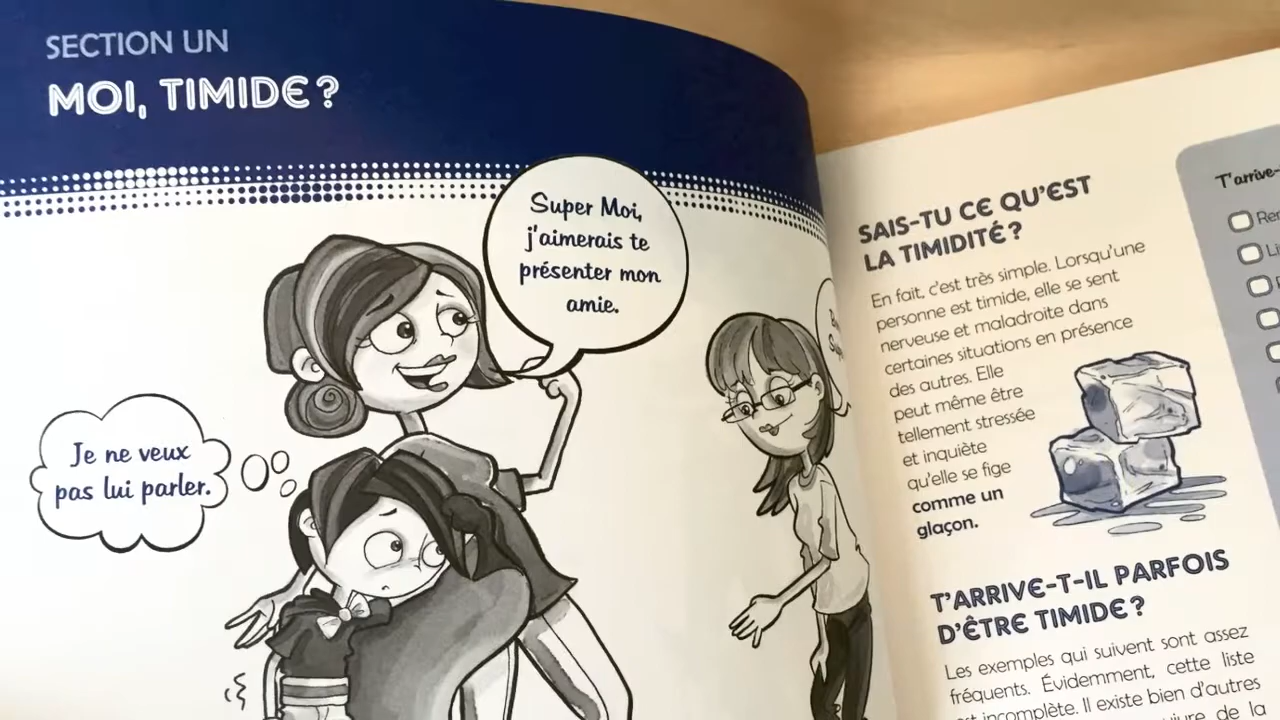 SECTION UN
MOI, TIMIDE?
Super Moi,
j'aimerais te
présenter mon
amie.
Je ne veux
pas lui parler.
SAIS-TU CE QU'EST
LA TIMIDITÉ?
En fait, c'est très simple. Lorsqu'une
personne est timide, elle se sent
nerveuse et maladroite dans
certaines situations en présence
des autres. Elle
peut même être
tellement stressée
et inquiète
qu'elle se fige
comme un
glaçon.
T'ARRIVE-T-IL PARFOIS
D'ÊTRE TIMIDE?
Les exemples qui suivent sont assez
fréquents. Évidemment, cette liste
est incomplète. Il existe bien d'autres
de la
T'arrive-